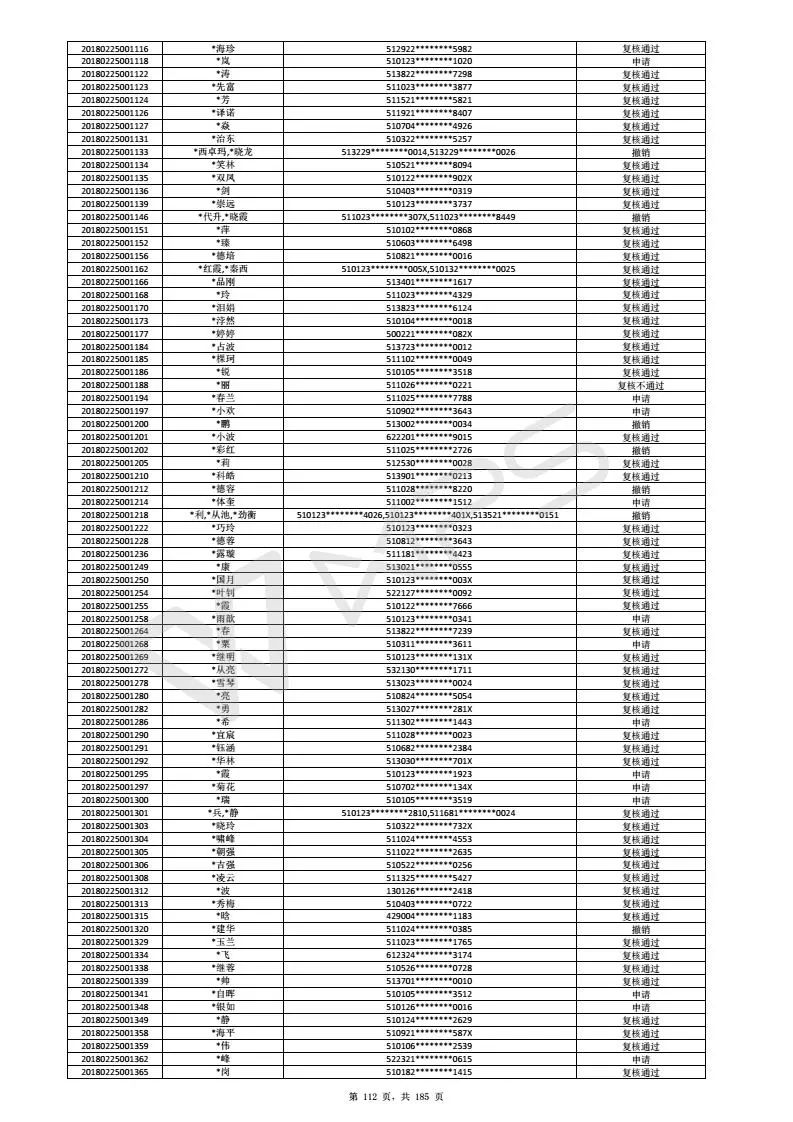 20180225001116 *海珍 512922********5982 复核通过
20180225001118 *岚 510123********1020 申请
20180225001122 *涛 513822********7298 复核通过
20180225001123 *先富 511023********3877 复核通过
20180225001124 *芳 511521********5821 复核通过
20180225001126 *译诺 511921********8407 复核通过
20180225001127 *焱 510704********4926 复核通过
20180225001131 *治东 510322********5257 复核通过
20180225001133 *西卓玛,*晓龙 513229********0014,513229********0026 撤销
20180225001134 *笑林 510521********8094 复核通过
20180225001135 *双凤 510122********902X 复核通过
20180225001136 *剑 510403********0319 复核通过
20180225001139 *崇远 510123********3737 复核通过
20180225001146 *代升,*晓霞 511023********307X,511023********8449 撤销
20180225001151 *萍 510102********0868 复核通过
20180225001152 *臻 510603********6498 复核通过
20180225001156 *德培 510821********0016 复核通过
20180225001162 *红霞,*秦西 510123********005X,510132********0025 复核通过
20180225001166 *晶刚 513401********1617 复核通过
20180225001168 *玲 511023********4329 复核通过
20180225001170 *泪娟 513823********6124 复核通过
20180225001173 *浡然 510104********0018 复核通过
20180225001177 *婷婷 500221********082X 复核通过
20180225001184 *占波 513723********0012 复核通过
20180225001185 *棵珂 511102********0049 复核通过
20180225001186 *锐 510105********3518 复核通过
20180225001188 *丽 511026********0221 复核不通过
20180225001194 *春兰 511025********7788 申请
20180225001197 *小欢 510902********3643 申请
20180225001200 *鹏 513002********0034 撤销
20180225001201 *小波 622201********9015 复核通过
20180225001202 *彩红 511025********2726 撤销
20180225001205 *莉 512530********0028 复核通过
20180225001210 *科皓 513901********0213 复核通过
20180225001212 *德容 511028********8220 撤销
20180225001214 *体奎 511002********1512 申请
20180225001218 *利,*从池,*劲衡 510123********4026,510123********401X,513521********0151 撤销
20180225001222 *巧玲 510123********0323 复核通过
20180225001228 *德蓉 510812********3643 复核通过
20180225001236 *露璇 511181********4423 复核通过
20180225001249 *康 513021********0555 复核通过
20180225001250 *国月 510123********003X 复核通过
20180225001254 *叶钊 522127********0092 复核通过
20180225001255 *霞 510122********7666 复核通过
20180225001258 *雨歆 510123********0341 申请
20180225001264 *春 513822********7239 复核通过
20180225001268 *栗 510311********3611 申请
20180225001269 *继明 510123********131X 复核通过
20180225001272 *从亮 532130********1711 复核通过
20180225001278 *雪琴 513023********0024 复核通过
20180225001280 *亮 510824********5054 复核通过
20180225001282 *勇 513027********281X 复核通过
20180225001286 *希 511302********1443 申请
20180225001290 *宜宸 511028********0023 复核通过
20180225001291 *钰涵 510682********2384 复核通过
20180225001292 *华林 513030********701X 复核通过
20180225001295 *霞 510123********1923 申请
20180225001297 *菊花 510702********134X 申请
20180225001300 *瑞 510105********3519 申请
20180225001301 *兵,*静 510123********2810,511681********0024 复核通过
20180225001303 *晓玲 510322********732X 复核通过
20180225001304 *啸峰 511024********4553 复核通过
20180225001305 *朝强 511022********2635 复核通过
20180225001306 *吉强 510522********0256 复核通过
20180225001308 *凌云 511325********5427 复核通过
20180225001312 *波 130126********2418 复核通过
20180225001313 *秀梅 510403********0722 复核通过
20180225001315 *晗 429004********1183 复核通过
20180225001320 *建华 511024********0385 撤销
20180225001329 *玉兰 511023********1765 复核通过
20180225001334 *飞 612324********3174 复核通过
20180225001338 *继蓉 510526********0728 复核通过
20180225001339 *帅 513701********0010 复核通过
20180225001341 *自晖 510105********3512 申请
20180225001348 *银如 510126********0016 申请
20180225001349 *静 510124********2629 复核通过
20180225001358 *海平 510921********587X 复核通过
20180225001359 *伟 510106********2539 复核通过
20180225001362 *峰 522321********0615 申请
20180225001365 *岗 510182********1415 复核通过
第 112 页，共 185 页